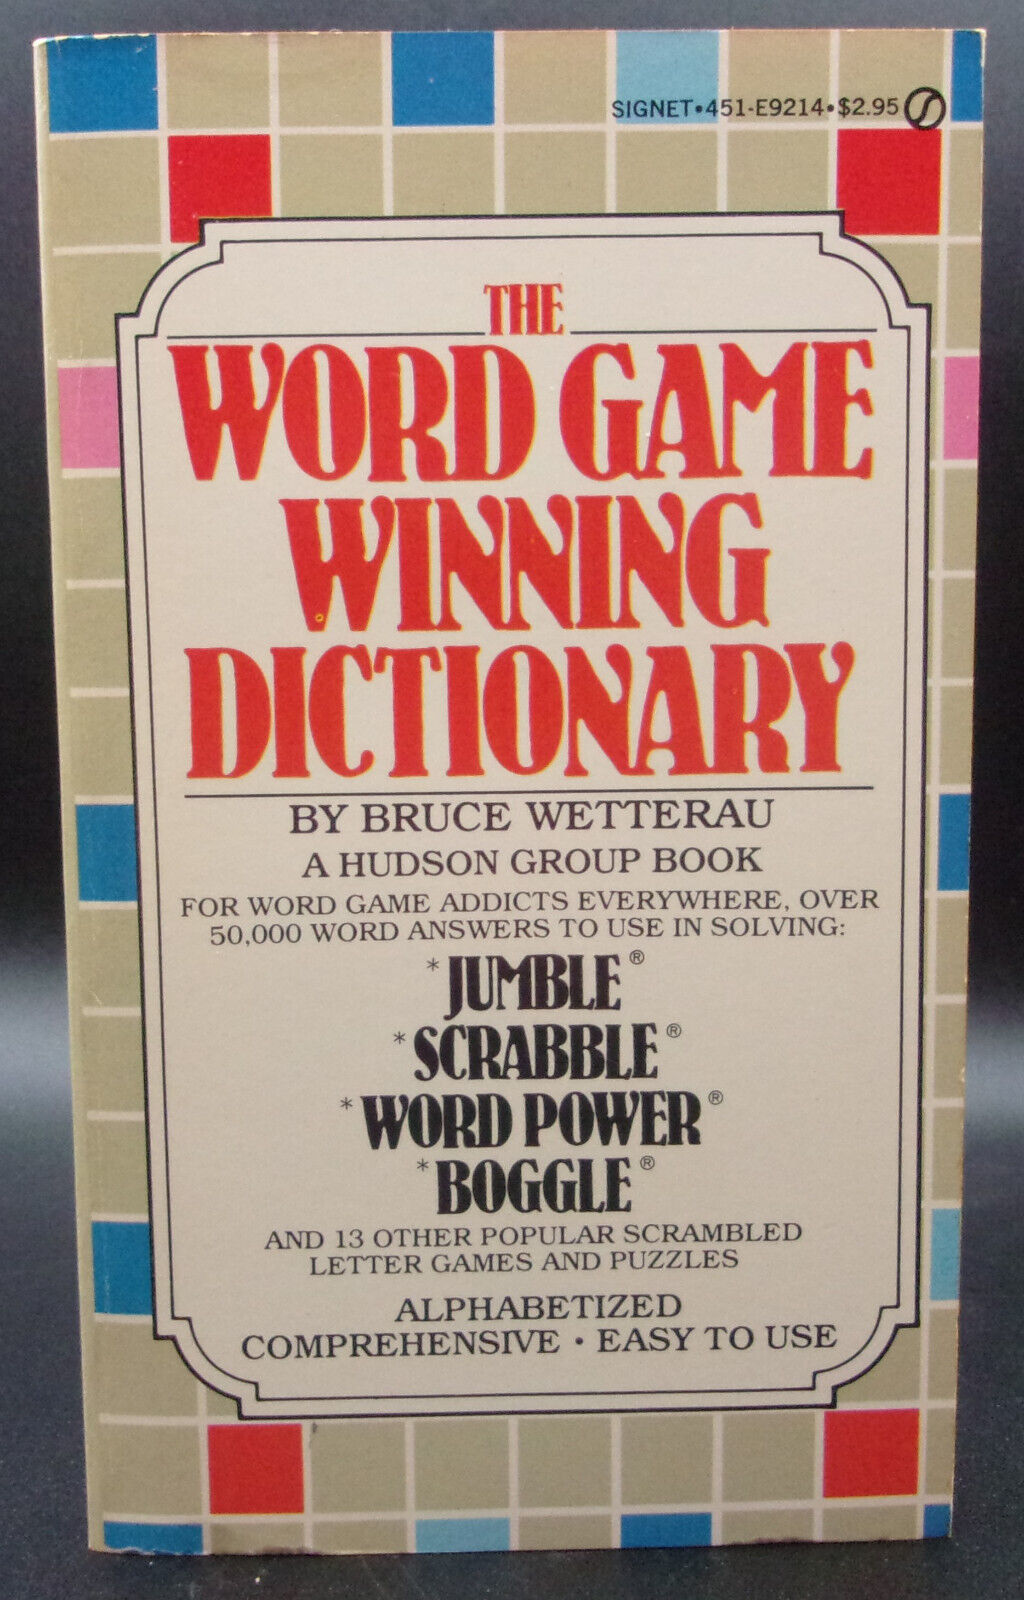 SIGNET•451-E9214•$2.95
THE
WORD GAME
WINNING
DICTIONARY
BY BRUCE WETTERAU
A HUDSON GROUP BOOK
FOR WORD GAME ADDICTS EVERYWHERE, OVER
50,000 WORD ANSWERS TO USE IN SOLVING:
*JUMBLE®
*SCRABBLE®
*WORD POWER®
*BOGGLE®
AND 13 OTHER POPULAR SCRAMBLED
LETTER GAMES AND PUZZLES
ALPHABETIZED
COMPREHENSIVE • EASY TO USE